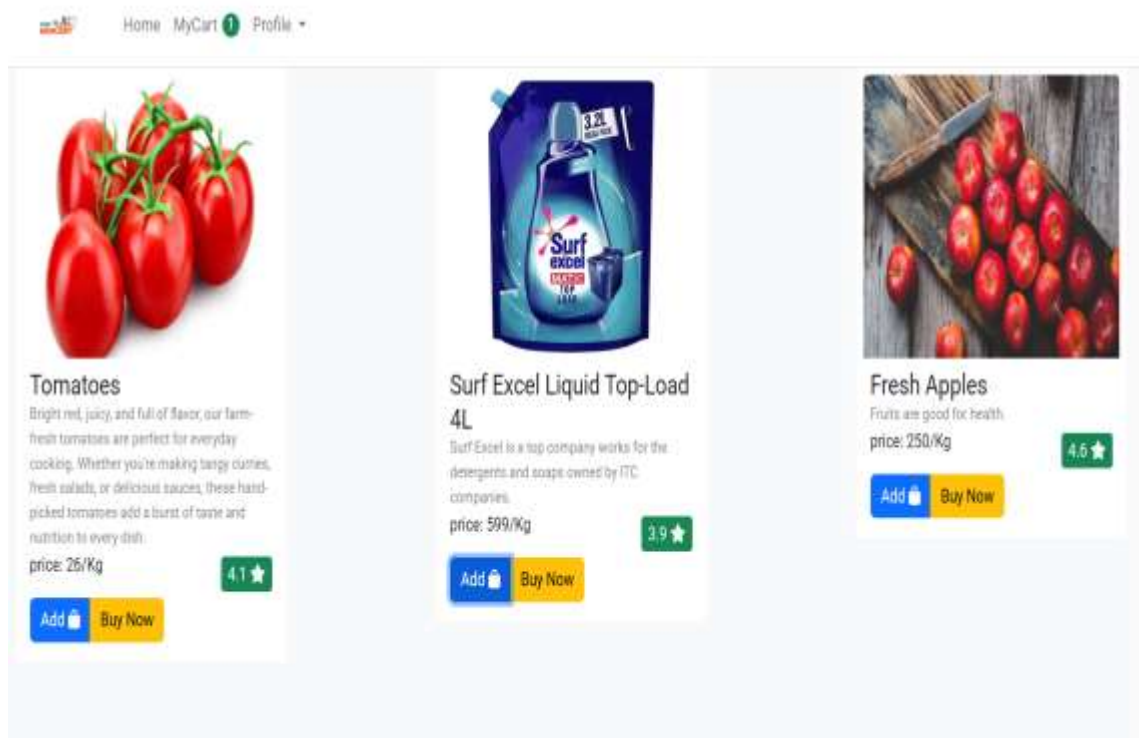 Home MyCart 1 Profile
3.2L
Surf
excel
MATIC
TOP
LOAD
Tomatoes
Bright red, juicy, and full of flavor, our farm-
fresh tomatoes are perfect for everyday
cooking. Whether you're making tangy curries,
fresh salads, or delicious sauces, these hand-
picked tomatoes add a burst of taste and
nutrition to every dish.
price: 26/Kg
4.1
Add
Buy Now
Surf Excel Liquid Top-Load
4L
Surf Excel is a top company works for the
detergents and soaps owned by ITC
companies.
price: 599/Kg
3.9
Add
Buy Now
Fresh Apples
Fruits are good for health
price: 250/Kg
4.6
Add
Buy Now